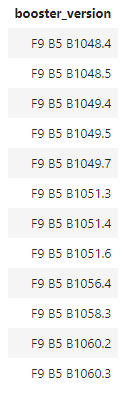 booster_version
F9 B5 B1048.4
F9 B5 B1048.5
F9 B5 B1049.4
F9 B5 B1049.5
F9 B5 B1049.7
F9 B5 B1051.3
F9 B5 B1051.4
F9 B5 B1051.6
F9 B5 B1056.4
F9 B5 B1058.3
F9 B5 B1060.2
F9 B5 B1060.3